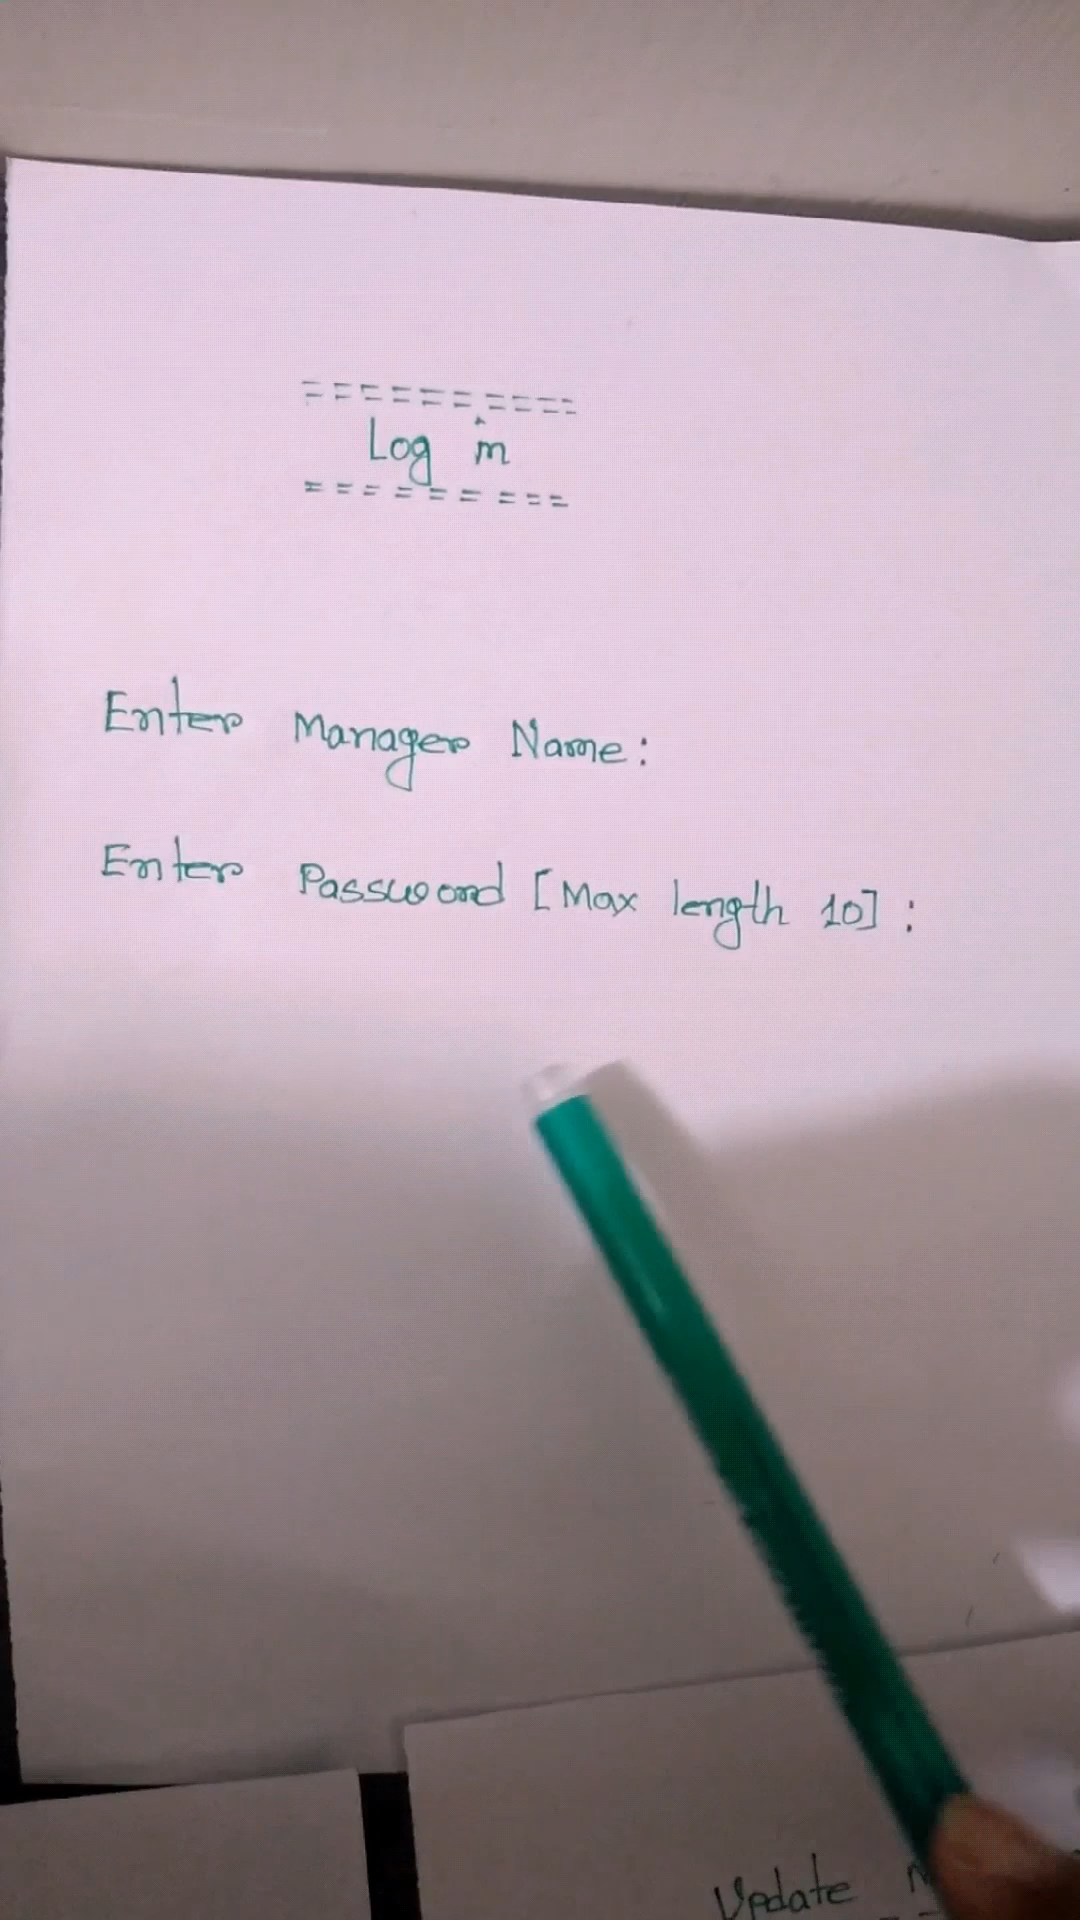 ==========
Log in
=========
Enter Manager Name:
Enter Password [Max length 10] :
Update